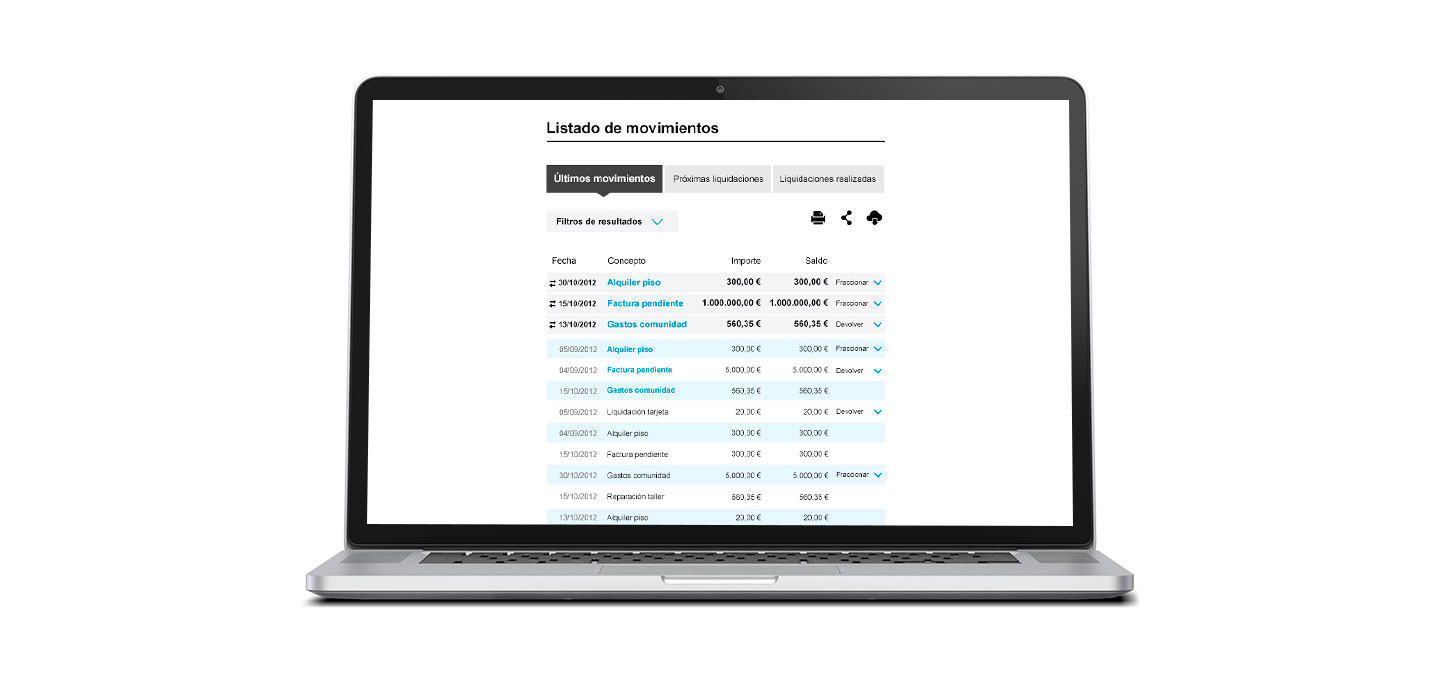 Listado de movimientos
Últimos movimientos Próximas liquidaciones Liquidaciones realizadas
Filtros de resultados
Fecha Concepto Importe Saldo
30/10/2012 Alquiler piso 300,00 € 300,00 € Fraccionar
15/10/2012 Factura pendiente 1.000.000,00 € 1.000.000,00 € Fraccionar
13/10/2012 Gastos comunidad 560,35 € 560,35 € Devolver
05/09/2012 Alquiler piso 300,00 € 300,00 € Fraccionar
04/09/2012 Factura pendiente 5.000,00 € 5.000,00 € Devolver
15/10/2012 Gastos comunidad 560,35 € 560,35 €
05/09/2012 Liquidación tarjeta 20,00 € 20,00 € Devolver
04/09/2012 Alquiler piso 300,00 € 300,00 €
15/10/2012 Factura pendiente 300,00 € 300,00 €
30/10/2012 Gastos comunidad 5.000,00 € 5.000,00 € Fraccionar
15/10/2012 Reparación taller 560,35 € 560,35 €
13/10/2012 Alquiler piso 20,00 € 20,00 €